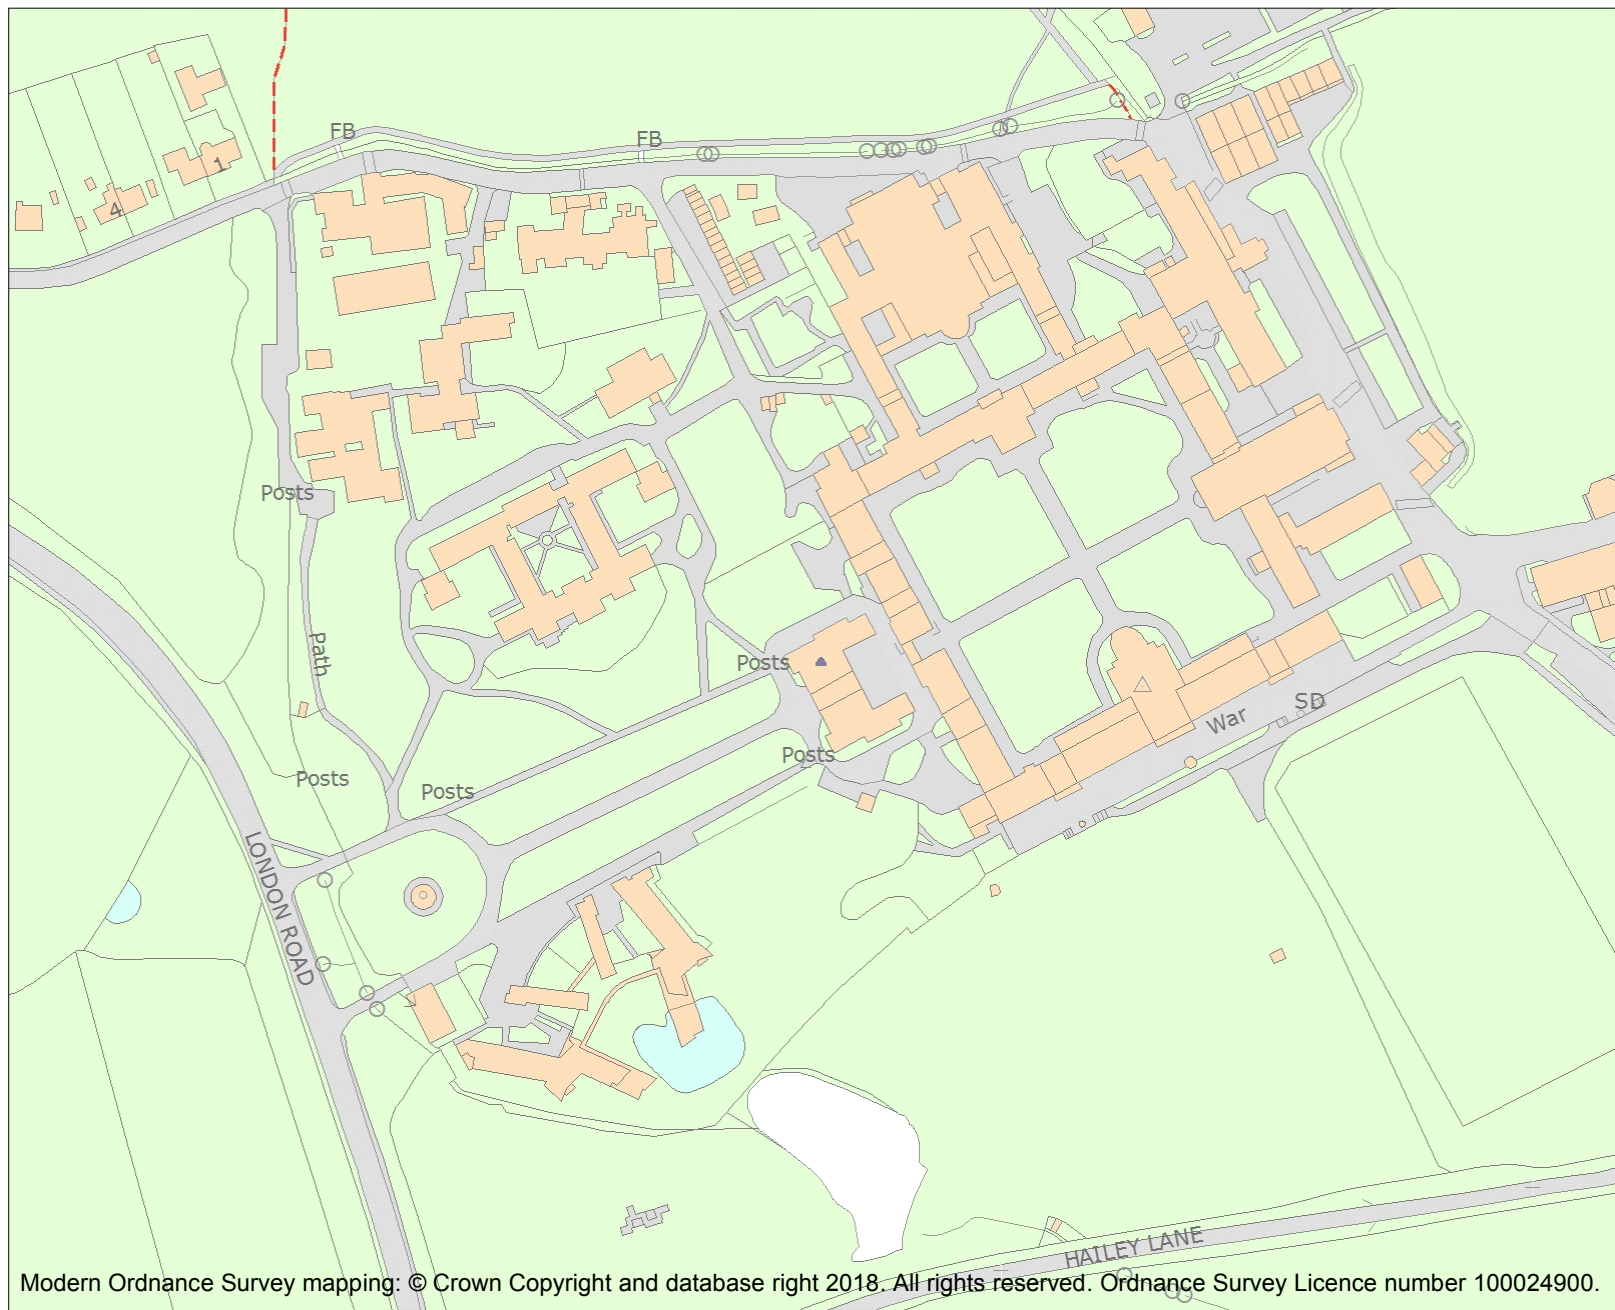 FB
FB
1
4
Posts
Path
Posts
Posts
Posts
Posts
War
SD
LONDON ROAD
HAILEY LANE
Modern Ordnance Survey mapping: © Crown Copyright and database right 2018. All rights reserved. Ordnance Survey Licence number 100024900.